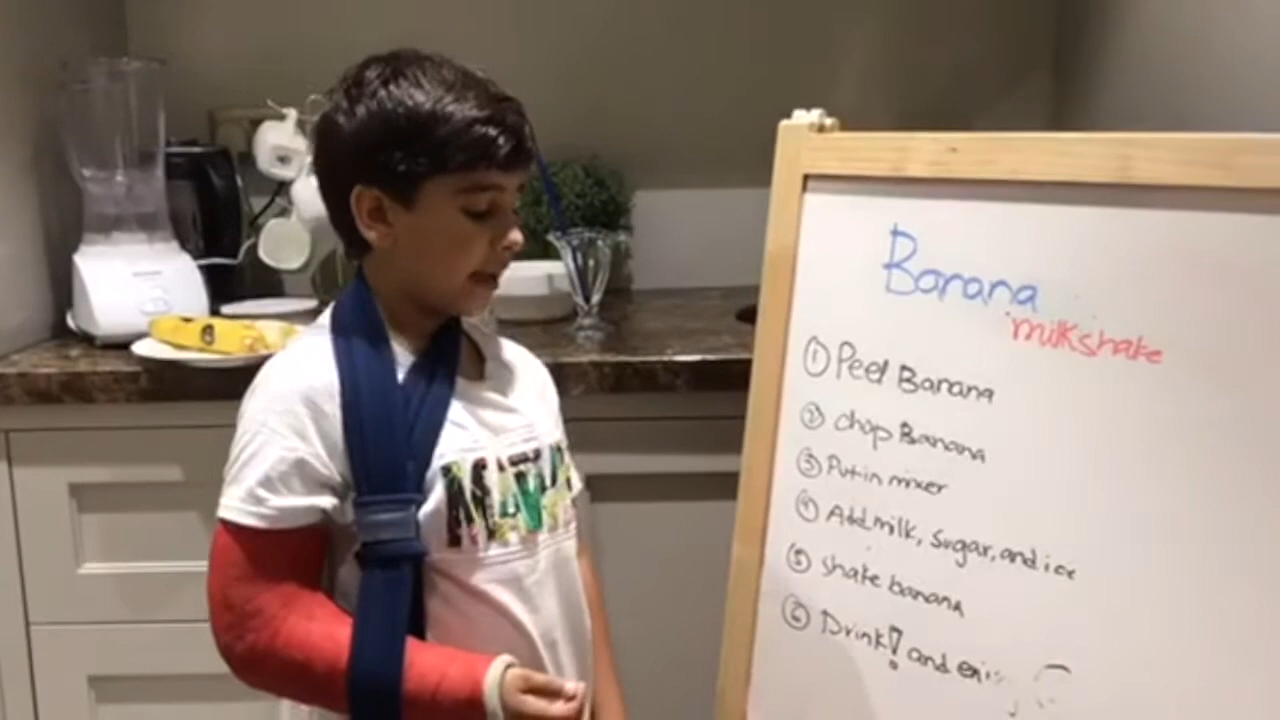 Banana
milkshake
① Peel Banana
② chop Banana
③ Put in mixer
④ Add milk, sugar, and ice
⑤ shake banana
⑥ Drink! and